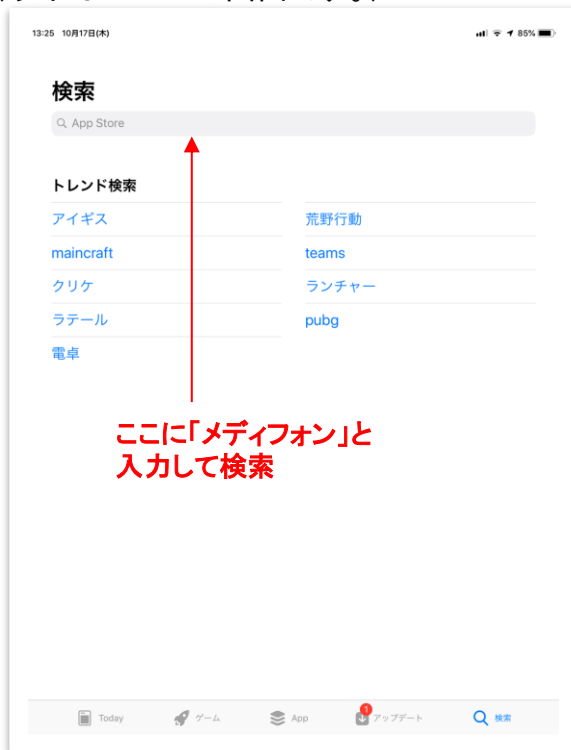 13:25 10月17日(木)
85%
検索
App Store
トレンド検索
アイギス
荒野行動
maincraft
teams
クリケ
ランチャー
ラテール
pubg
電卓
ここに「メディフォン」と
入力して検索
1
Today
ゲーム
App
アップデート
検索